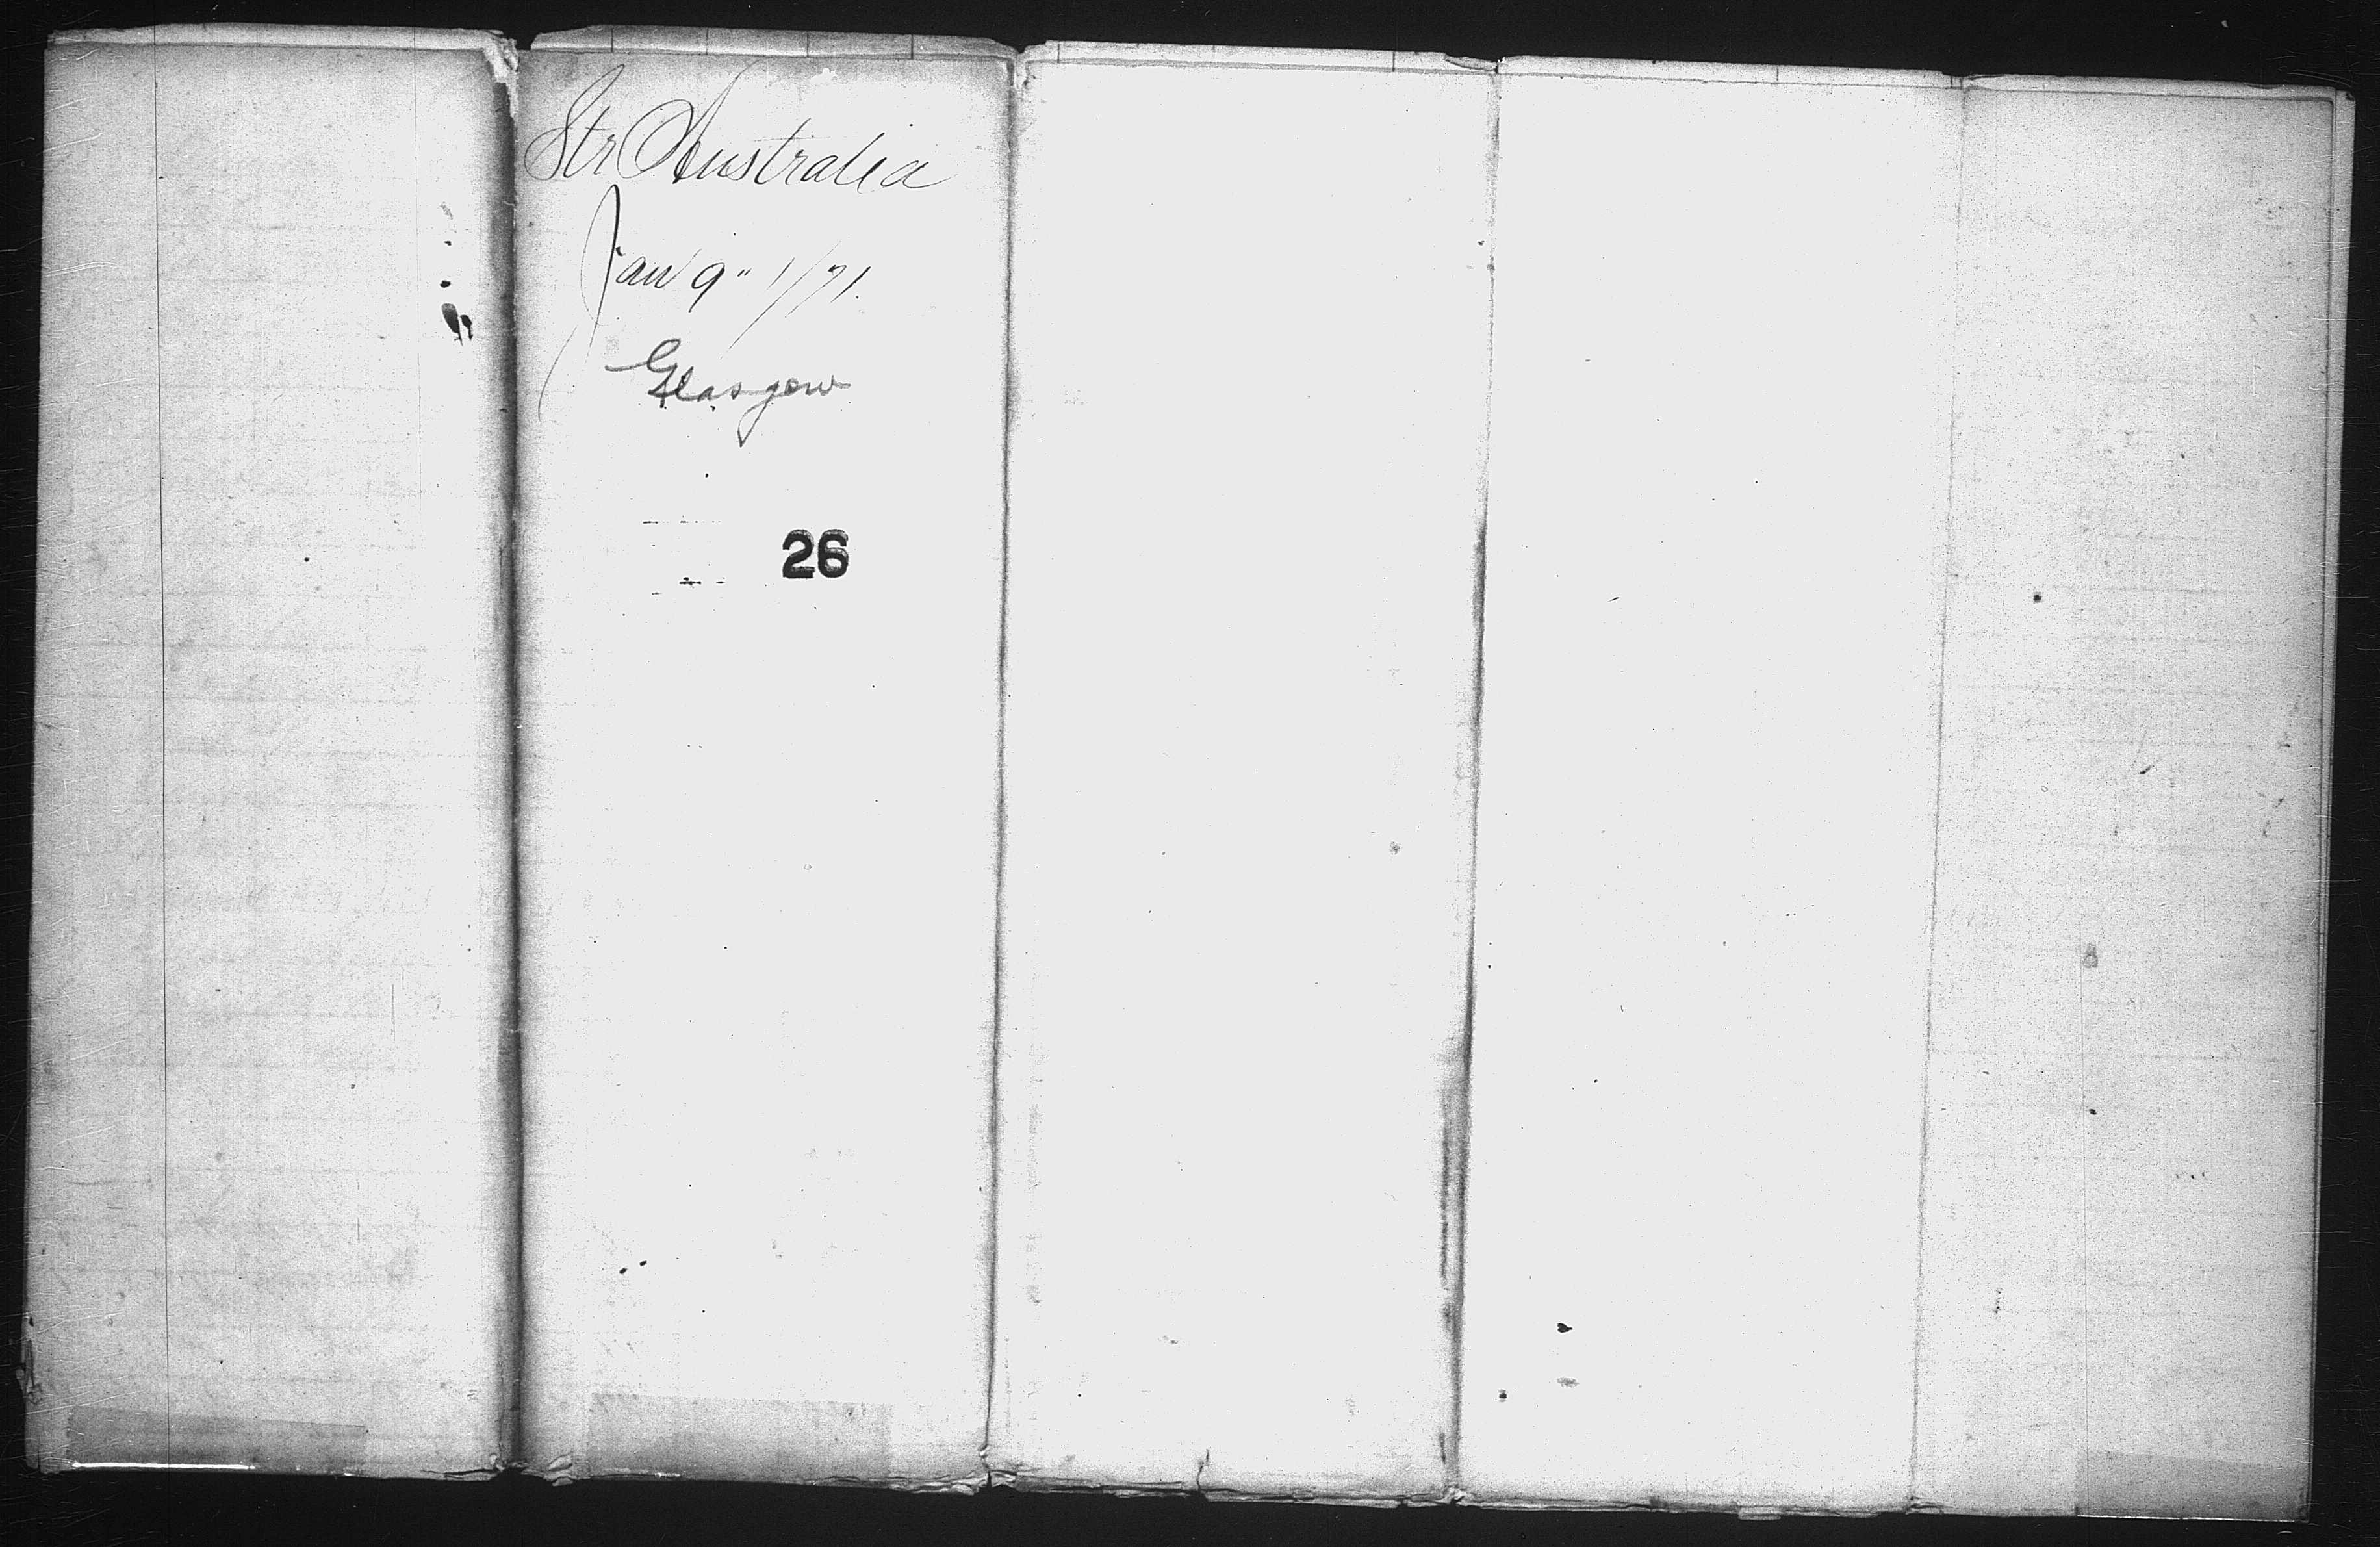 Str Australia
Jan 9" 1/71.
Glasgow
26